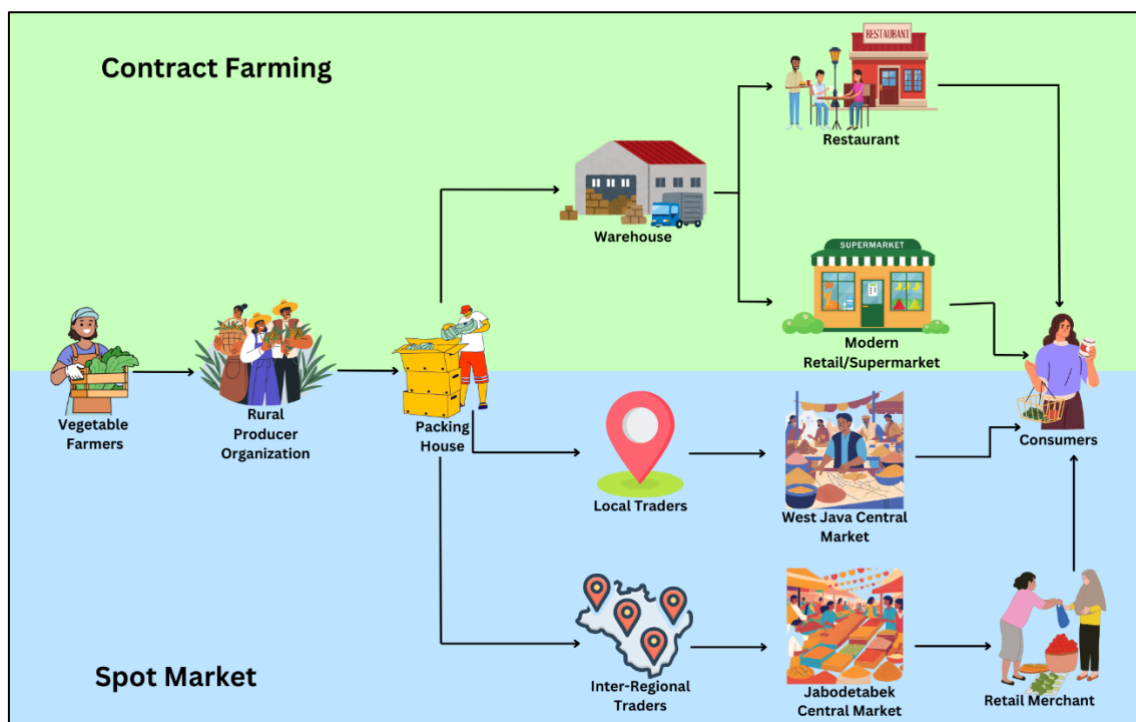 Contract Farming
RESTAURANT
Restaurant
Warehouse
SUPERMARKET
Modern
Retail/Supermarket
Vegetable
Farmers
Rural
Producer
Organization
Packing
House
Consumers
Local Traders
West Java Central
Market
Spot Market
Inter-Regional
Traders
Jabodetabek
Central Market
Retail Merchant